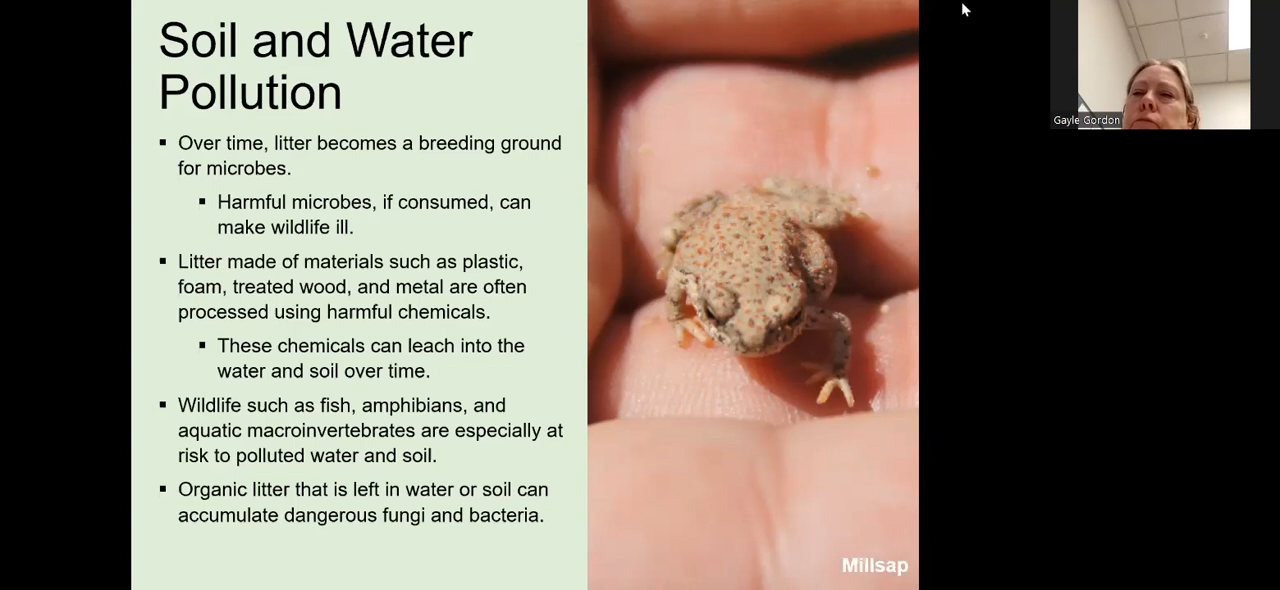 Soil and Water
Pollution
▪ Over time, litter becomes a breeding ground
for microbes.
▪ Harmful microbes, if consumed, can
make wildlife ill.
▪ Litter made of materials such as plastic,
foam, treated wood, and metal are often
processed using harmful chemicals.
▪ These chemicals can leach into the
water and soil over time.
▪ Wildlife such as fish, amphibians, and
aquatic macroinvertebrates are especially at
risk to polluted water and soil.
▪ Organic litter that is left in water or soil can
accumulate dangerous fungi and bacteria.
Millsap
Gayle Gordon